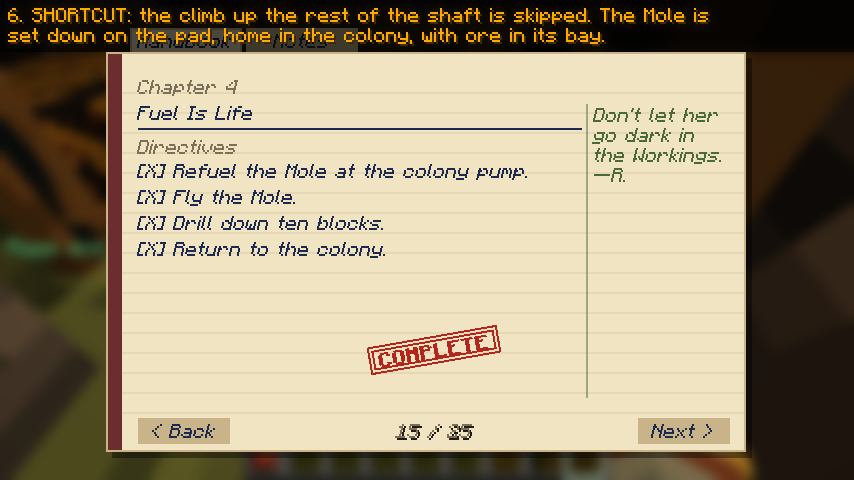 6. SHORTCUT: the climb up the rest of the shaft is skipped. The Mole is
set down on the pad, home in the colony, with ore in its bay.
Handbook
Notes
Chapter 4
Fuel Is Life
Directives
[X] Refuel the Mole at the colony pump.
[X] Fly the Mole.
[X] Drill down ten blocks.
[X] Return to the colony.
Don't let her
go dark in
the Workings.
—R.
COMPLETE
< Back
15 / 25
Next >